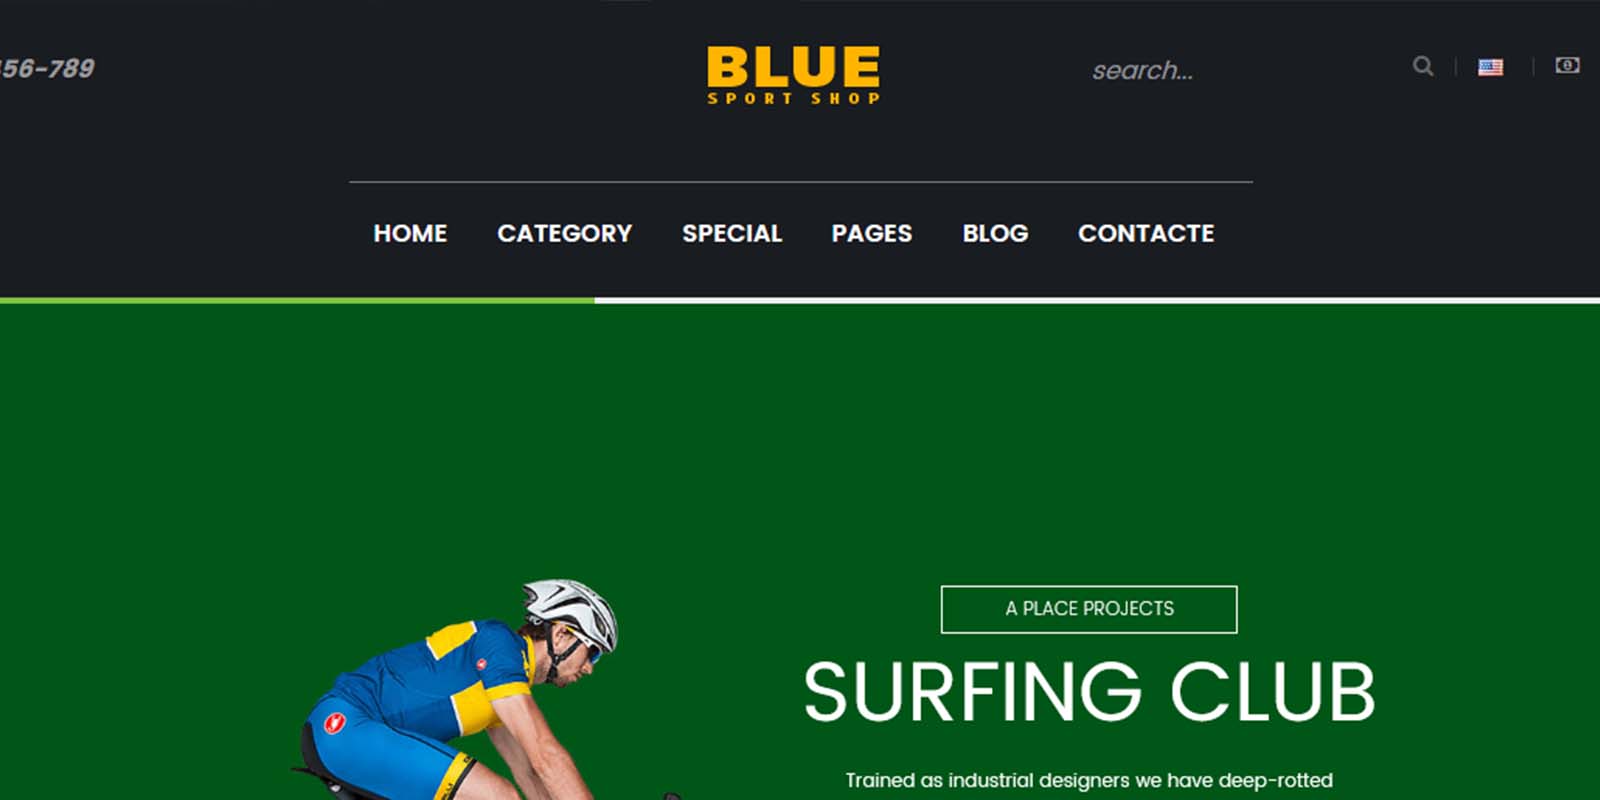 456-789
BLUE
SPORT SHOP
search...
HOME CATEGORY SPECIAL PAGES BLOG CONTACTE
A PLACE PROJECTS
SURFING CLUB
Trained as industrial designers we have deep-rotted